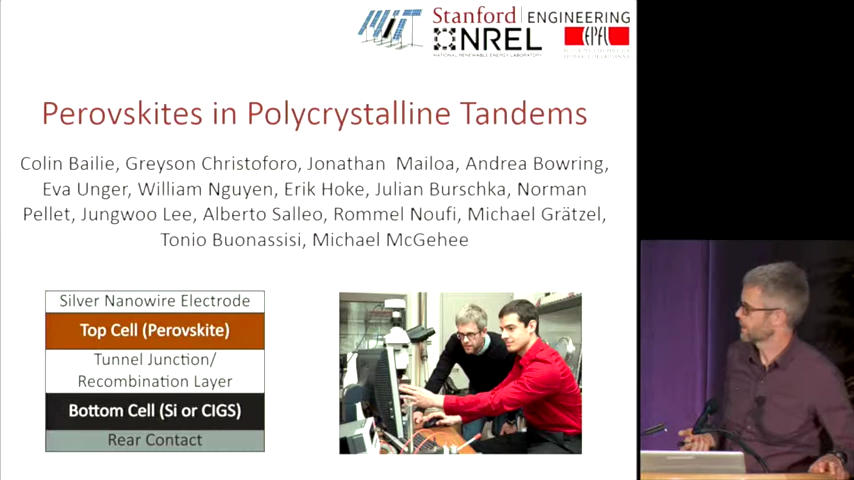 MIT
Stanford ENGINEERING
NREL
NATIONAL RENEWABLE ENERGY LABORATORY
EPFL
Perovskites in Polycrystalline Tandems
Colin Bailie, Greyson Christoforo, Jonathan Mailoa, Andrea Bowring,
Eva Unger, William Nguyen, Erik Hoke, Julian Burschka, Norman
Pellet, Jungwoo Lee, Alberto Salleo, Rommel Noufi, Michael Grätzel,
Tonio Buonassisi, Michael McGehee
Silver Nanowire Electrode
Top Cell (Perovskite)
Tunnel Junction/
Recombination Layer
Bottom Cell (Si or CIGS)
Rear Contact